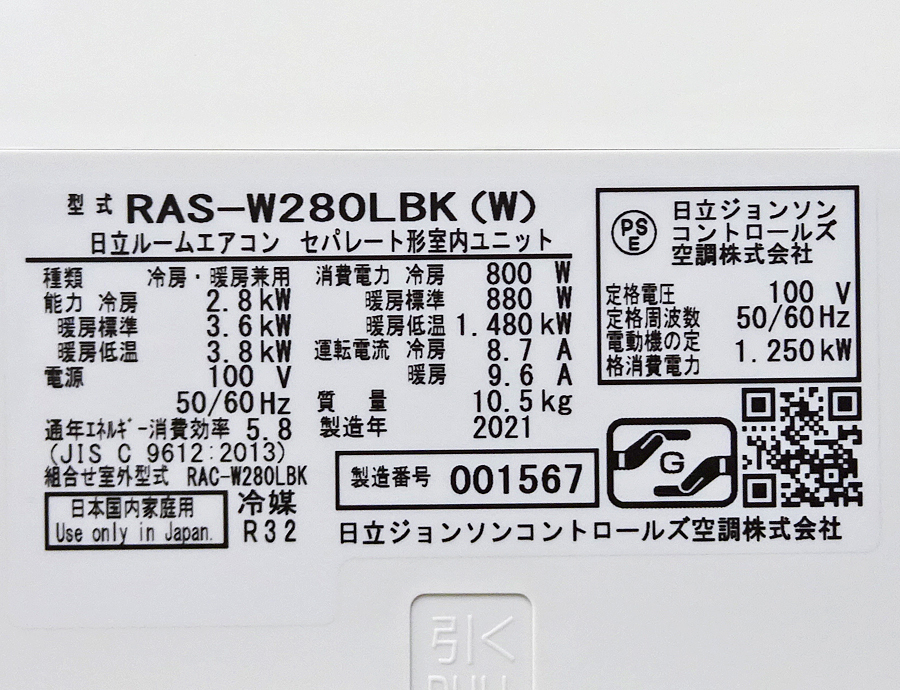 型式 RAS-W280LBK(W)
日立ルームエアコン セパレート形室内ユニット
種類 冷房・暖房兼用
能力 冷房 2.8kW
暖房標準 3.6kW
暖房低温 3.8kW
電源 100 V
50/60Hz
通年エネルギー消費効率 5.8
(JIS C 9612:2013)
組合せ室外型式 RAC-W280LBK
日本国内家庭用
Use only in Japan.
冷媒
R32
消費電力 冷房 800 W
暖房標準 880 W
暖房低温 1.480kW
運転電流 冷房 8.7 A
暖房 9.6 A
質量 10.5kg
製造年 2021
製造番号 001567
PS
E
日立ジョンソン
コントロールズ
空調株式会社
定格電圧 100 V
定格周波数 50/60Hz
電動機の定
格消費電力 1.250kW
G
日立ジョンソンコントロールズ空調株式会社
引く
PULL